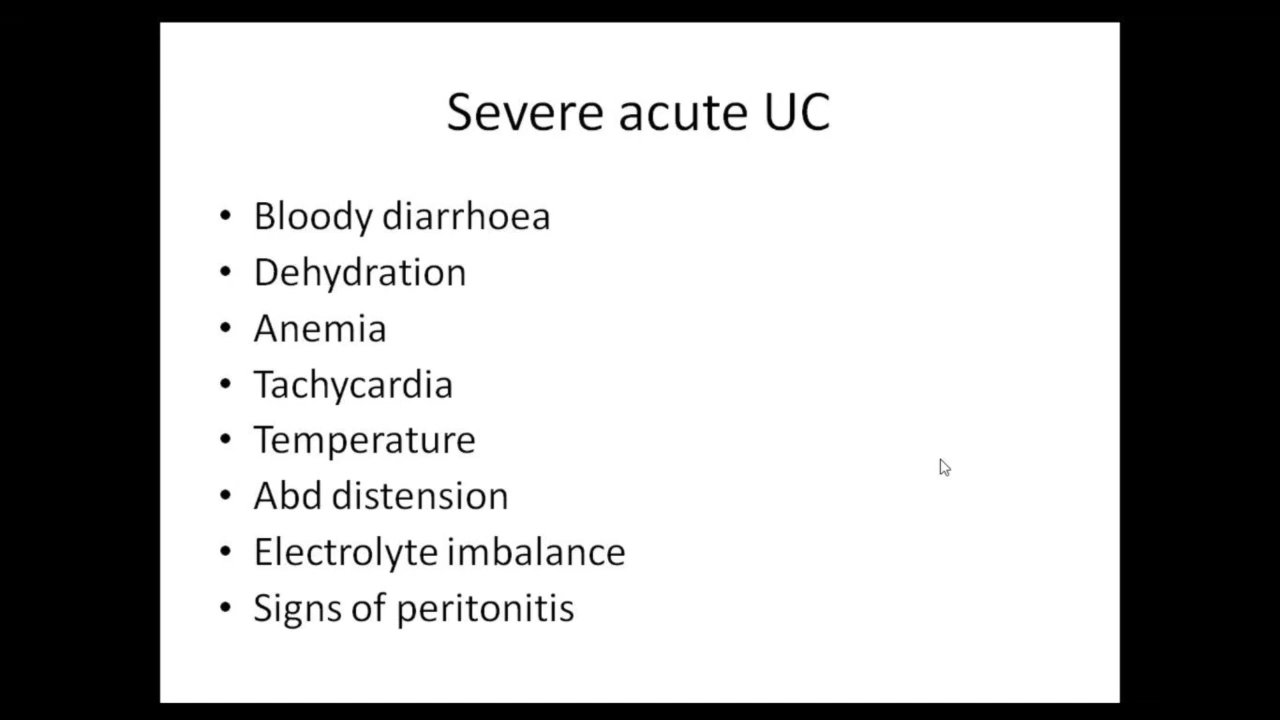 Severe acute UC
• Bloody diarrhoea
• Dehydration
• Anemia
• Tachycardia
• Temperature
• Abd distension
• Electrolyte imbalance
• Signs of peritonitis